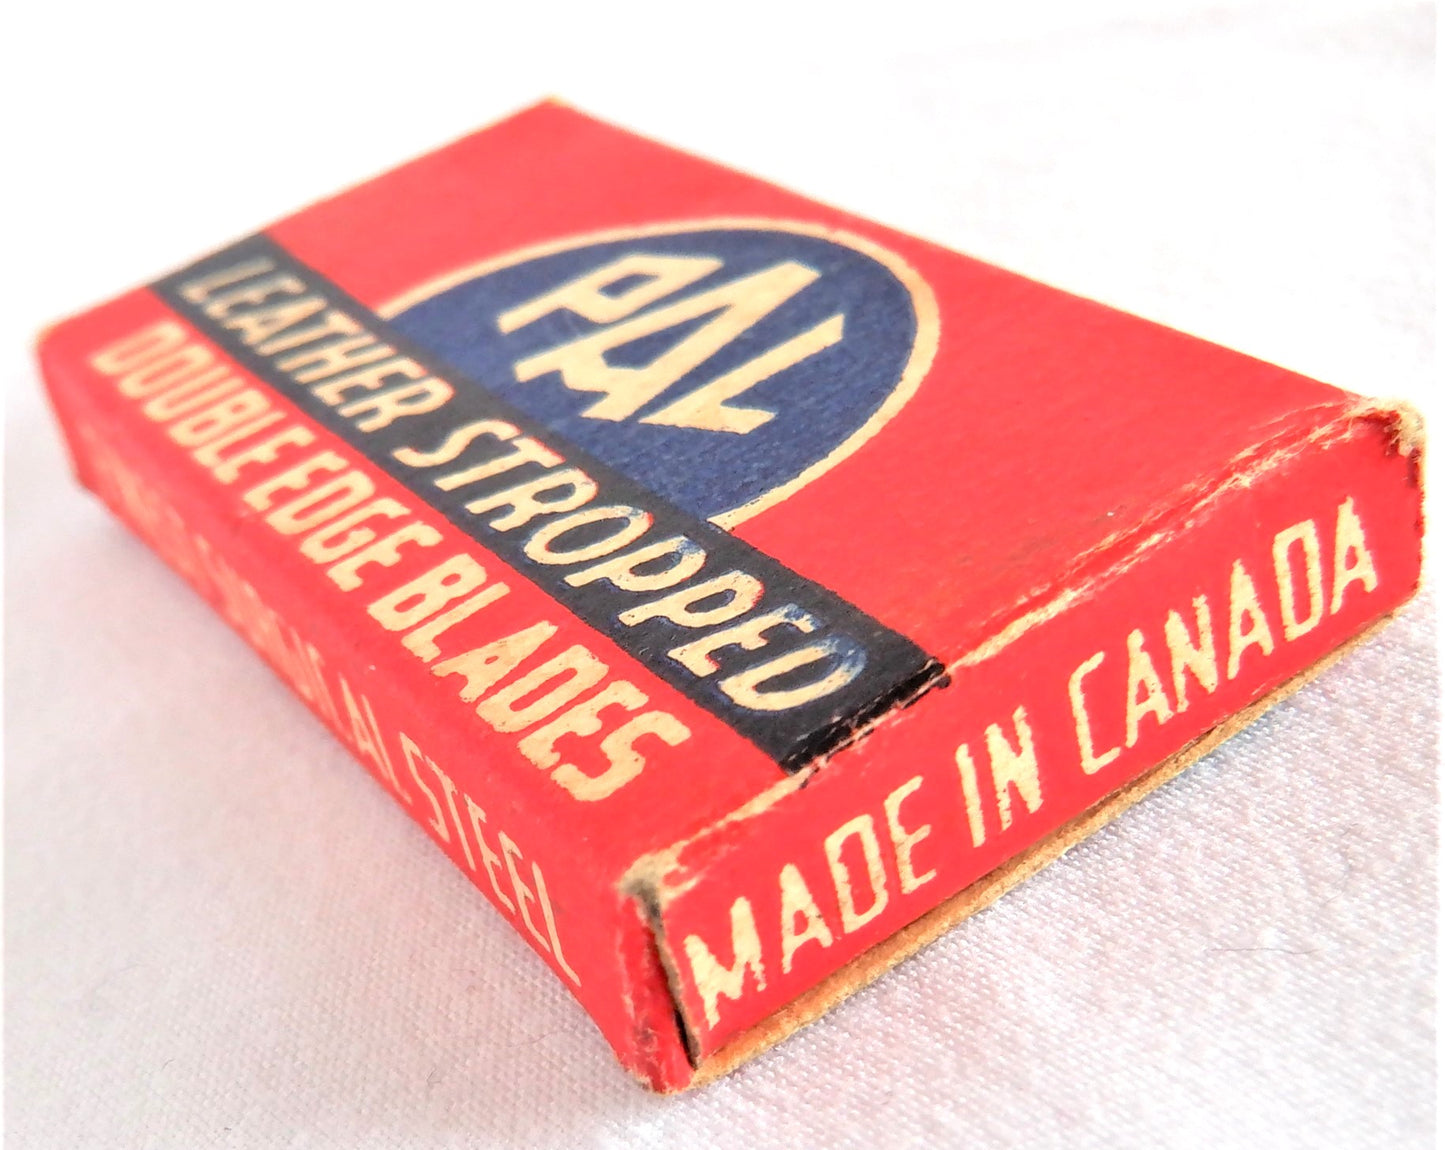 PAL
LEATHER STROPPED
DOUBLE EDGE BLADES
STEEL
MADE IN CANADA